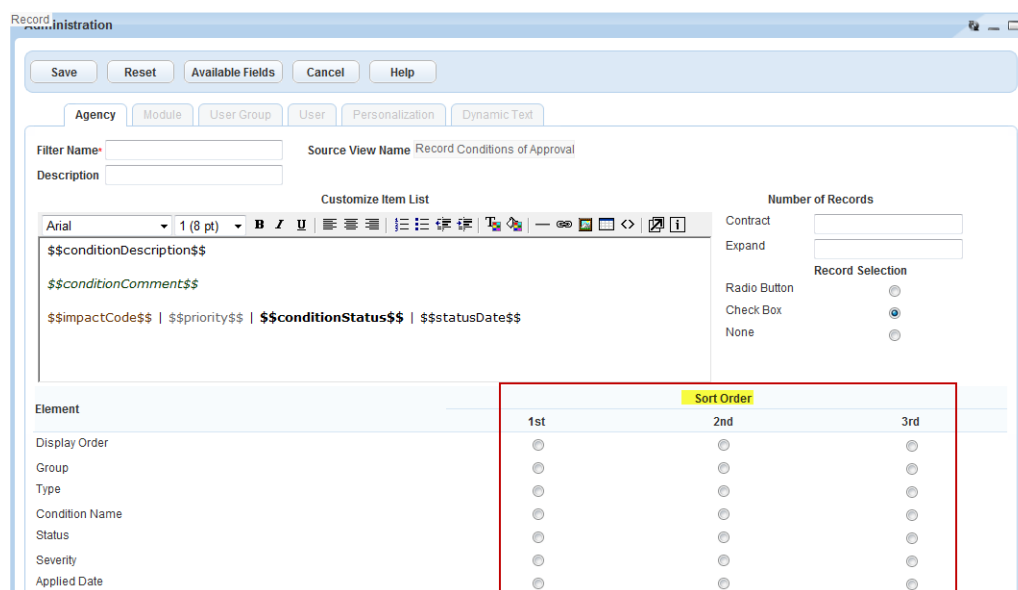 Record
Administration
Save Reset Available Fields Cancel Help
Agency Module User Group User Personalization Dynamic Text
Filter Name* Source View Name Record Conditions of Approval
Description
Customize Item List Number of Records
Arial 1 (8 pt) B I U
Contract
$$conditionDescription$$
Expand
Record Selection
$$conditionComment$$
Radio Button
Check Box
$$impactCode$$ | $$priority$$ | $$conditionStatus$$ | $$statusDate$$
None
Sort Order
Element
1st 2nd 3rd
Display Order
Group
Type
Condition Name
Status
Severity
Applied Date